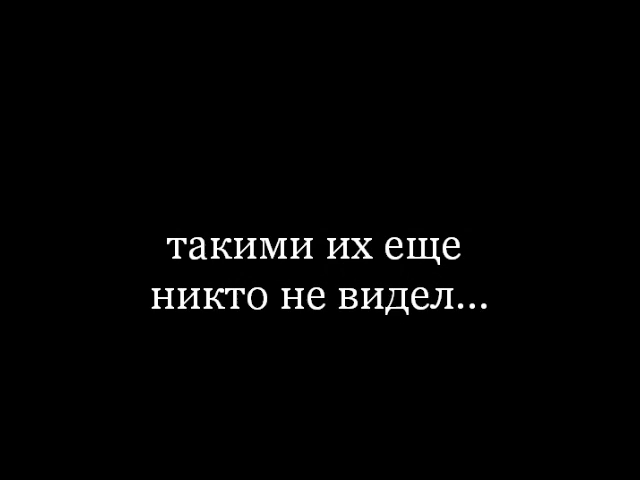 такими их еще
никто не видел...